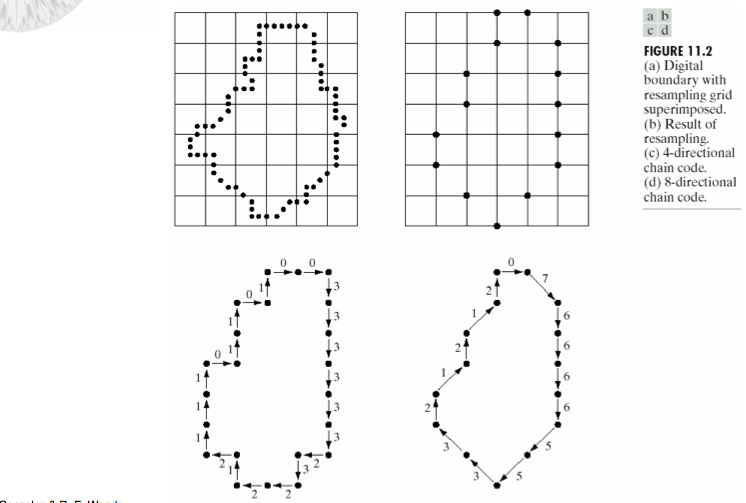 a b
c d
FIGURE 11.2
(a) Digital
boundary with
resampling grid
superimposed.
(b) Result of
resampling.
(c) 4-directional
chain code.
(d) 8-directional
chain code.
0 0
1 3
0
1 3
1 3
0
1 3
1 3
1 3
2 1 3 2
2 2
0
7
2
1 6
2 6
1 6
2 6
3 5
3 5